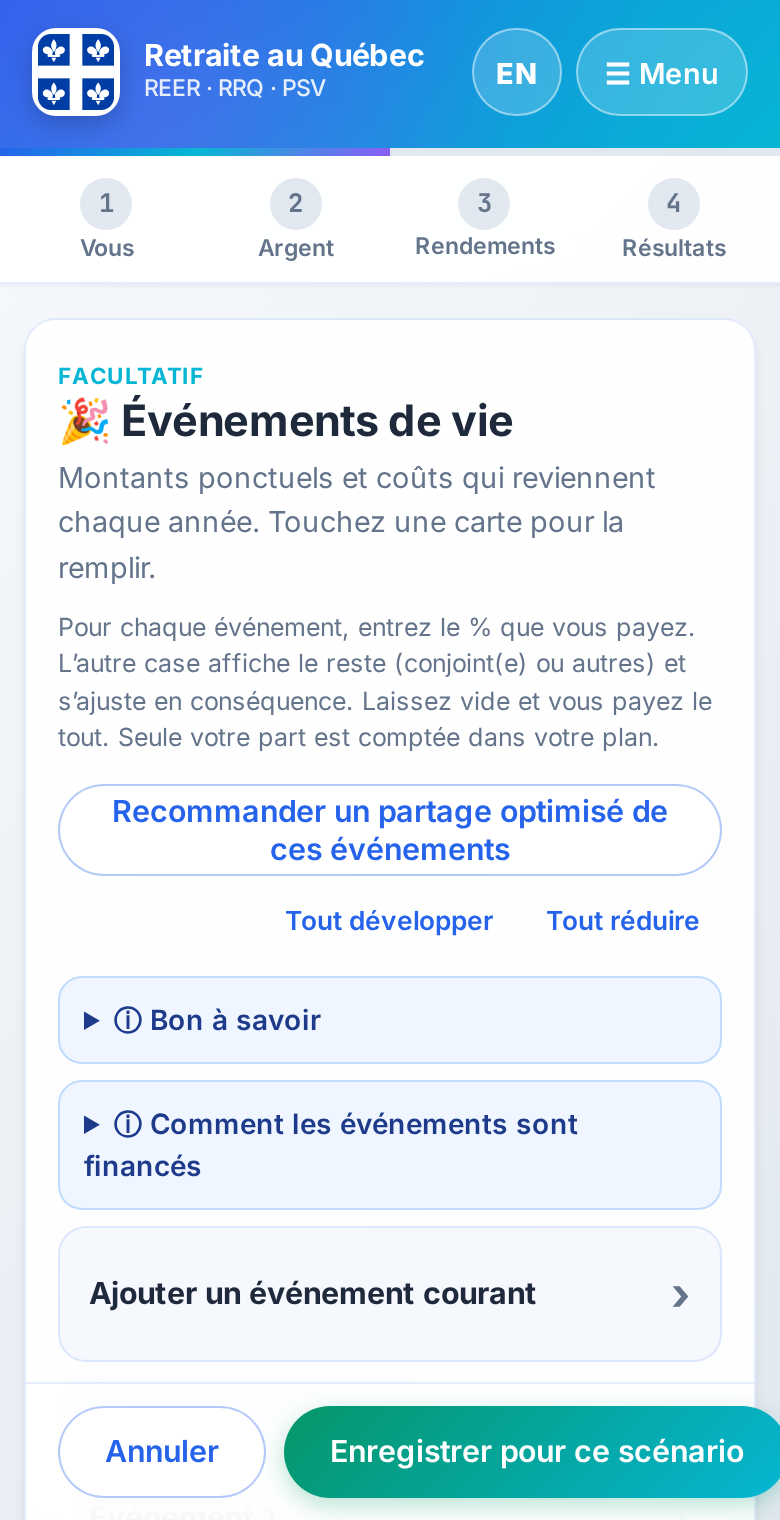 Retraite au Québec
REER · RRQ · PSV
EN
☰ Menu
1
Vous
2
Argent
3
Rendements
4
Résultats
FACULTATIF
🎉 Événements de vie
Montants ponctuels et coûts qui reviennent
chaque année. Touchez une carte pour la
remplir.
Pour chaque événement, entrez le % que vous payez.
L’autre case affiche le reste (conjoint(e) ou autres) et
s’ajuste en conséquence. Laissez vide et vous payez le
tout. Seule votre part est comptée dans votre plan.
Recommander un partage optimisé de
ces événements
Tout développer
Tout réduire
▶ ⓘ Bon à savoir
▶ ⓘ Comment les événements sont
financés
Ajouter un événement courant ›
Annuler
Enregistrer pour ce scénario
Événement 1